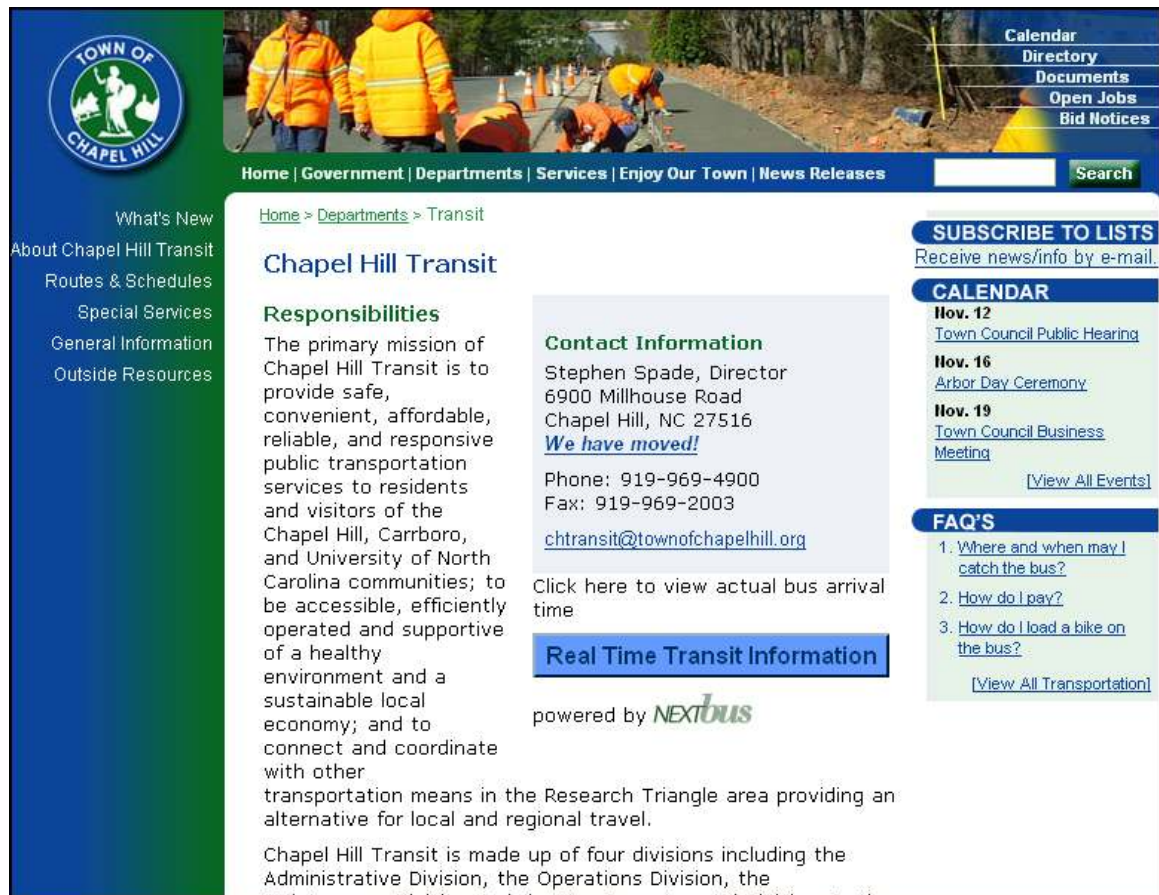 TOWN OF
CHAPEL HILL
Calendar
Directory
Documents
Open Jobs
Bid Notices
Home | Government | Departments | Services | Enjoy Our Town | News Releases
Search
What's New
About Chapel Hill Transit
Routes & Schedules
Special Services
General Information
Outside Resources
Home > Departments > Transit
Chapel Hill Transit
Responsibilities
The primary mission of
Chapel Hill Transit is to
provide safe,
convenient, affordable,
reliable, and responsive
public transportation
services to residents
and visitors of the
Chapel Hill, Carrboro,
and University of North
Carolina communities; to
be accessible, efficiently
operated and supportive
of a healthy
environment and a
sustainable local
economy; and to
connect and coordinate
with other
transportation means in the Research Triangle area providing an
alternative for local and regional travel.
Chapel Hill Transit is made up of four divisions including the
Administrative Division, the Operations Division, the
Contact Information
Stephen Spade, Director
6900 Millhouse Road
Chapel Hill, NC 27516
We have moved!
Phone: 919-969-4900
Fax: 919-969-2003
chtransit@townofchapelhill.org
Click here to view actual bus arrival
time
Real Time Transit Information
powered by NEXTbus
SUBSCRIBE TO LISTS
Receive news/info by e-mail.
CALENDAR
Nov. 12
Town Council Public Hearing
Nov. 16
Arbor Day Ceremony
Nov. 19
Town Council Business
Meeting
[View All Events]
FAQ'S
1. Where and when may I
catch the bus?
2. How do I pay?
3. How do I load a bike on
the bus?
[View All Transportation]